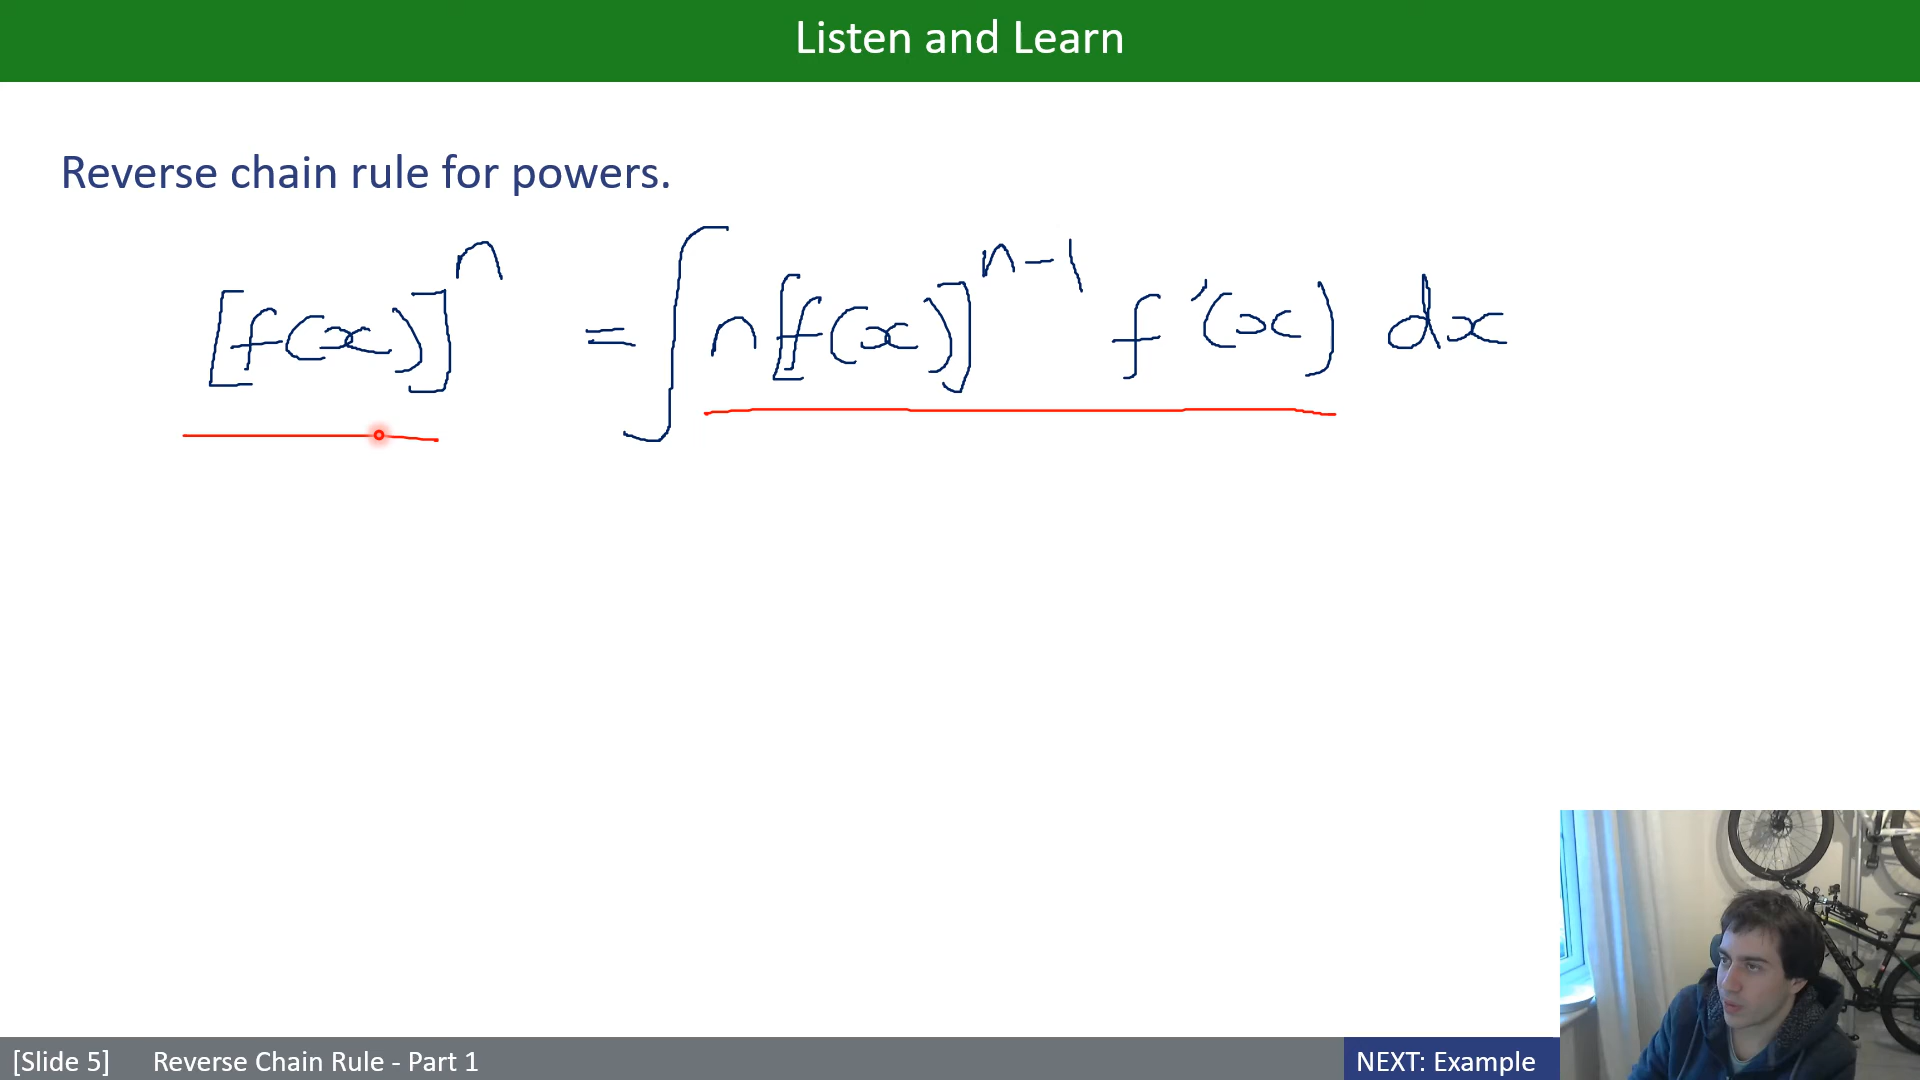 Listen and Learn
Reverse chain rule for powers.
[f(x)]^n = ∫ n[f(x)]^{n-1} f'(x) dx
[Slide 5] Reverse Chain Rule - Part 1 NEXT: Example